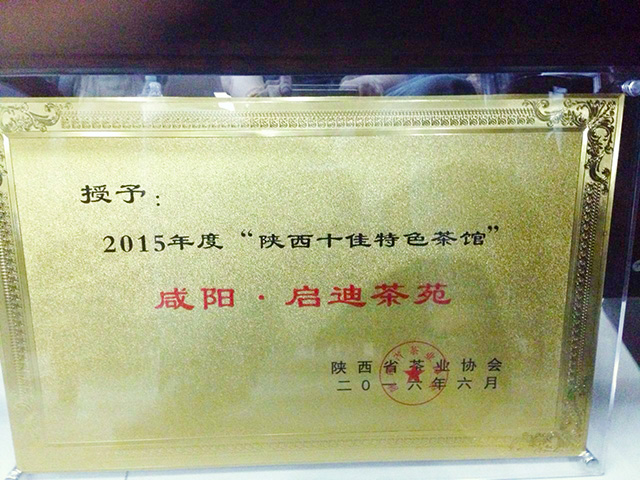 授予：
2015年度“陕西十佳特色茶馆”
咸阳·启迪茶苑
陕西省茶业协会
二〇一六年六月